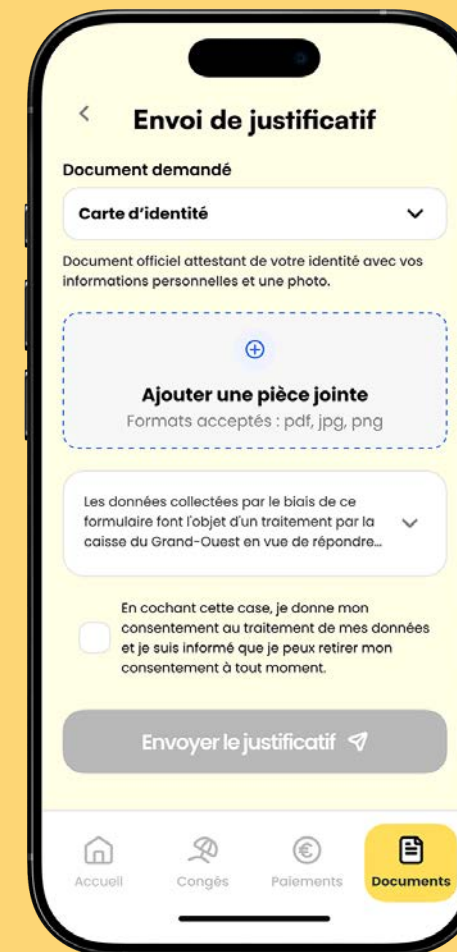 Envoi de justificatif
Document demandé
Carte d'identité
Document officiel attestant de votre identité avec vos
informations personnelles et une photo.
Ajouter une pièce jointe
Formats acceptés : pdf, jpg, png
Les données collectées par le biais de ce
formulaire font l'objet d'un traitement par la
caisse du Grand-Ouest en vue de répondre...
En cochant cette case, je donne mon
consentement au traitement de mes données
et je suis informé que je peux retirer mon
consentement à tout moment.
Envoyer le justificatif
Accueil Congés Paiements Documents